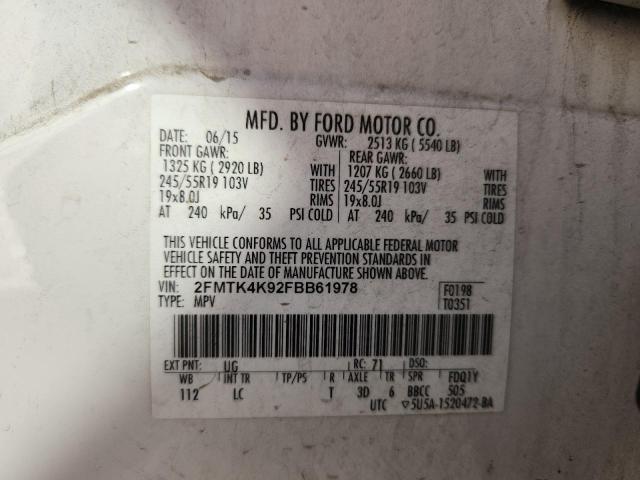 MFD. BY FORD MOTOR CO.
DATE: 06/15 GVWR: 2513 KG ( 5540 LB)
FRONT GAWR: REAR GAWR:
1325 KG ( 2920 LB) WITH 1207 KG ( 2660 LB) WITH
245/55R19 103V TIRES 245/55R19 103V TIRES
19x8.0J RIMS 19x8.0J RIMS
AT 240 kPa/ 35 PSI COLD AT 240 kPa/ 35 PSI COLD
THIS VEHICLE CONFORMS TO ALL APPLICABLE FEDERAL MOTOR
VEHICLE SAFETY AND THEFT PREVENTION STANDARDS IN
EFFECT ON THE DATE OF MANUFACTURE SHOWN ABOVE.
VIN: 2FMTK4K92FBB61978 F0198
TYPE: MPV T0351
EXT PNT: UG RC: 71 DSO:
WB INT TR TP/PS R AXLE TR SPR FDQ1Y
112 LC T 3D 6 BBCC 505
UTC ▽5U5A-1520472-BA